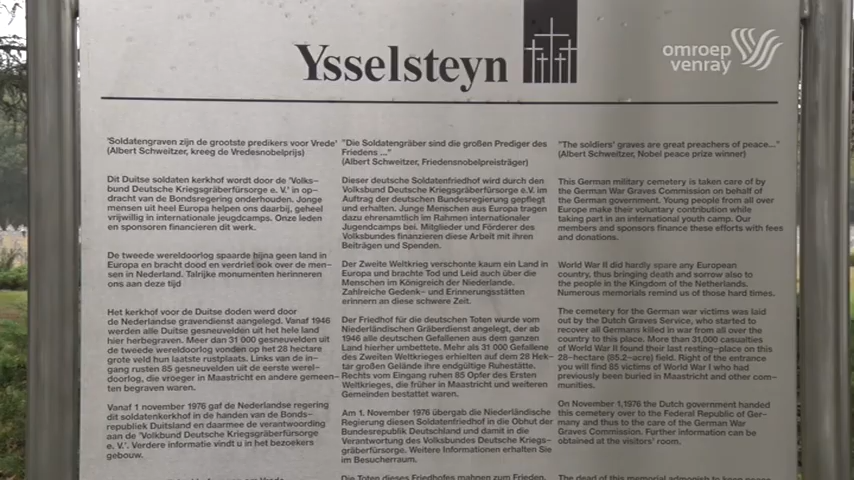 Ysselsteyn
omroep
venray
'Soldatengraven zijn de grootste predikers voor Vrede'
(Albert Schweitzer, kreeg de Vredesnobelprijs)
Dit Duitse soldaten kerkhof wordt door de 'Volks-
bund Deutsche Kriegsgräberfürsorge e. V.' in op-
dracht van de Bondsregering onderhouden. Jonge
mensen uit heel Europa helpen ons daarbij, geheel
vrijwillig in internationale jeugdcamps. Onze leden
en sponsoren financieren dit werk.
De tweede wereldoorlog spaarde bijna geen land in
Europa en bracht dood en verdriet ook over de men-
sen in Nederland. Talrijke monumenten herinneren
ons aan deze tijd
Het kerkhof voor de Duitse doden werd door
de Nederlandse gravendienst aangelegd. Vanaf 1946
werden alle Duitse gesneuvelden uit het hele land
hier herbegraven. Meer dan 31 000 gesneuvelden uit
de tweede wereldoorlog vonden op het 28 hectare
grote veld hun laatste rustplaats. Links van de in-
gang rusten 85 gesneuvelden uit de eerste werel-
doorlog, die vroeger in Maastricht en andere gemeen-
ten begraven waren.
Vanaf 1 november 1976 gaf de Nederlandse regering
dit soldatenkerkhof in de handen van de Bonds-
republiek Duitsland en daarmee de verantwoording
aan de 'Volkbund Deutsche Kriegsgräberfürsorge
e. V.'. Verdere informatie vindt u in het bezoekers
gebouw.
"Die Soldatengräber sind die großen Prediger des
Friedens ..."
(Albert Schweitzer, Friedensnobelpreisträger)
Dieser deutsche Soldatenfriedhof wird durch den
Volksbund Deutsche Kriegsgräberfürsorge e.V. im
Auftrag der deutschen Bundesregierung gepflegt
und erhalten. Junge Menschen aus Europa tragen
dazu ehrenamtlich im Rahmen internationaler
Jugendcamps bei. Mitglieder und Förderer des
Volksbundes finanzieren diese Arbeit mit ihren
Beiträgen und Spenden.
Der Zweite Weltkrieg verschonte kaum ein Land in
Europa und brachte Tod und Leid auch über die
Menschen im Königreich der Niederlande.
Zahlreiche Gedenk- und Erinnerungsstätten
erinnern an diese schwere Zeit.
Der Friedhof für die deutschen Toten wurde vom
Niederländischen Gräberdienst angelegt, der ab
1946 alle deutschen Gefallenen aus dem ganzen
Land hierher umbettete. Mehr als 31 000 Gefallene
des Zweiten Weltkrieges erhielten auf dem 28 Hek-
tar großen Gelände ihre endgültige Ruhestätte.
Rechts vom Eingang ruhen 85 Opfer des Ersten
Weltkrieges, die früher in Maastricht und weiteren
Gemeinden bestattet waren.
Am 1. November 1976 übergab die Niederländische
Regierung diesen Soldatenfriedhof in die Obhut der
Bundesrepublik Deutschland und damit in die
Verantwortung des Volksbundes Deutsche Kriegs-
gräberfürsorge. Weitere Informationen erhalten Sie
im Besucherraum.
Die Toten dieses Friedhofes mahnen zum Frieden.
"The soldiers' graves are great preachers of peace..."
(Albert Schweitzer, Nobel peace prize winner)
This German military cemetery is taken care of by
the German War Graves Commission on behalf of
the German government. Young people from all over
Europe make their voluntary contribution while
taking part in an international youth camp. Our
members and sponsors finance these efforts with fees
and donations.
World War II did hardly spare any European
country, thus bringing death and sorrow also to
the people in the Kingdom of the Netherlands.
Numerous memorials remind us of those hard times.
The cemetery for the German war victims was laid
out by the Dutch Graves Service, who started to
recover all Germans killed in war from all over the
country to this place. More than 31,000 casualties
of World War II found their last resting-place on this
28-hectare (85.2-acre) field. Right of the entrance
you will find 85 victims of World War I who had
previously been buried in Maastricht and other com-
munities.
On November 1,1976 the Dutch government handed
this cemetery over to the Federal Republic of Ger-
many and thus to the care of the German War
Graves Commission. Further information can be
obtained at the visitors' room.
The dead of this memorial admonish to keep peace